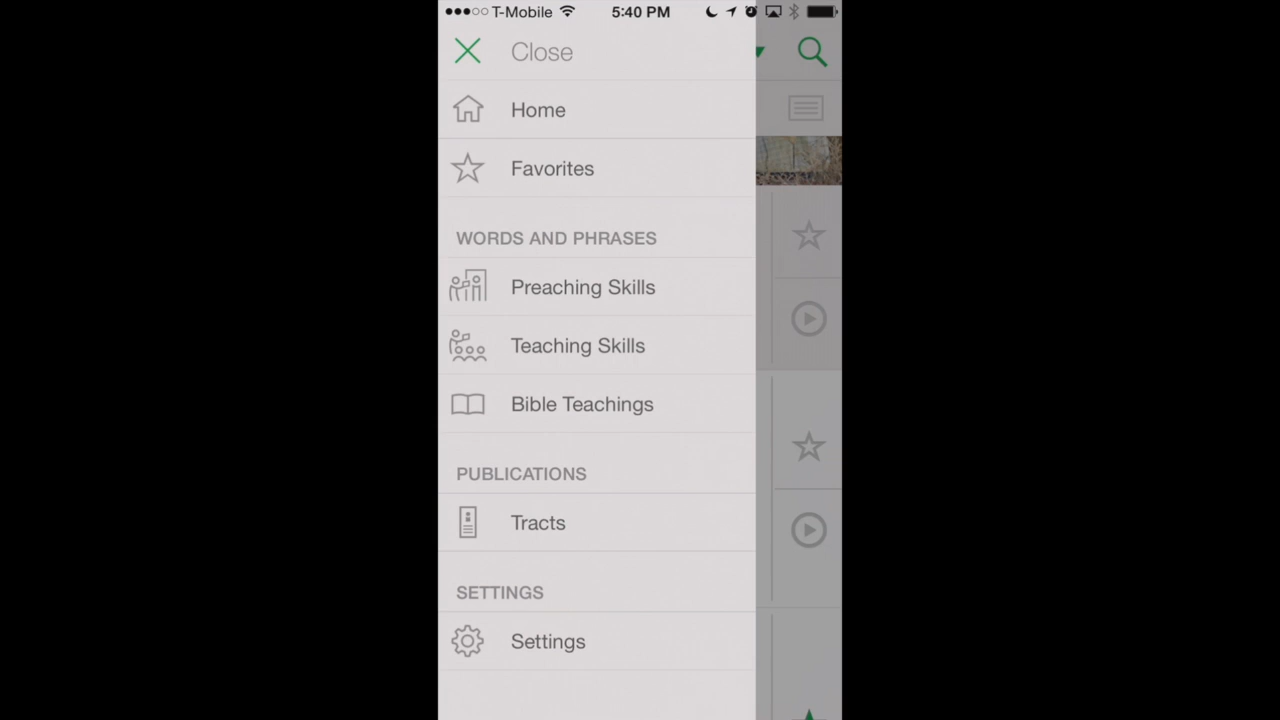 T-Mobile 5:40 PM
Close
Home
Favorites
WORDS AND PHRASES
Preaching Skills
Teaching Skills
Bible Teachings
PUBLICATIONS
Tracts
SETTINGS
Settings